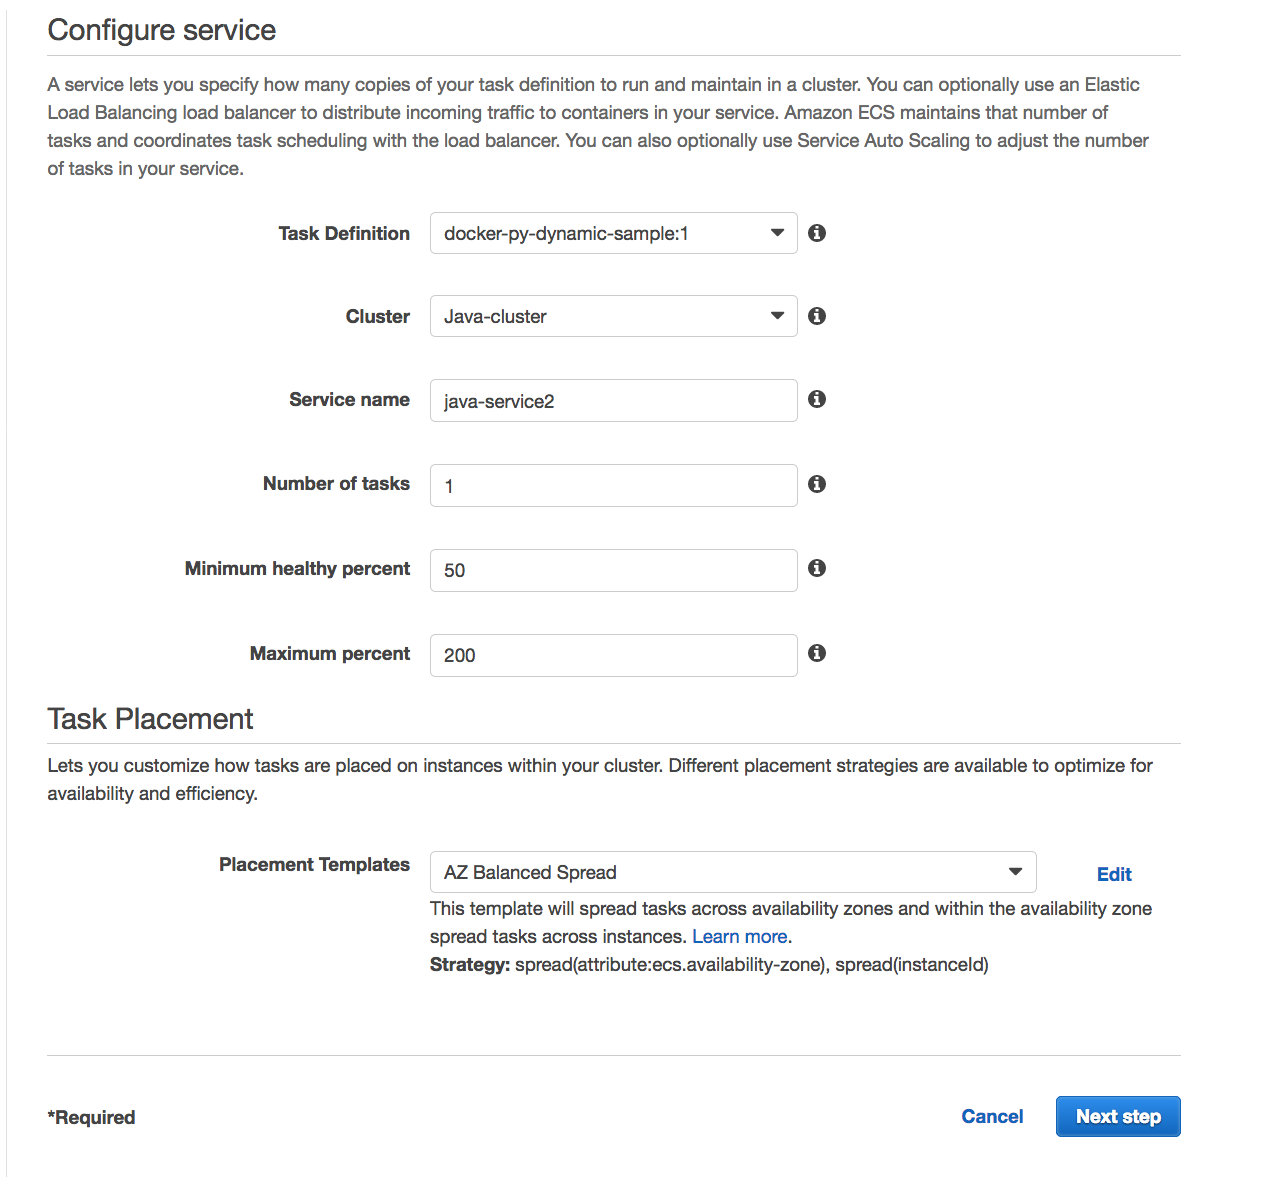 Configure service
A service lets you specify how many copies of your task definition to run and maintain in a cluster. You can optionally use an Elastic
Load Balancing load balancer to distribute incoming traffic to containers in your service. Amazon ECS maintains that number of
tasks and coordinates task scheduling with the load balancer. You can also optionally use Service Auto Scaling to adjust the number
of tasks in your service.
Task Definition docker-py-dynamic-sample:1
Cluster Java-cluster
Service name java-service2
Number of tasks 1
Minimum healthy percent 50
Maximum percent 200
Task Placement
Lets you customize how tasks are placed on instances within your cluster. Different placement strategies are available to optimize for
availability and efficiency.
Placement Templates AZ Balanced Spread Edit
This template will spread tasks across availability zones and within the availability zone
spread tasks across instances. Learn more.
Strategy: spread(attribute:ecs.availability-zone), spread(instanceId)
*Required Cancel Next step